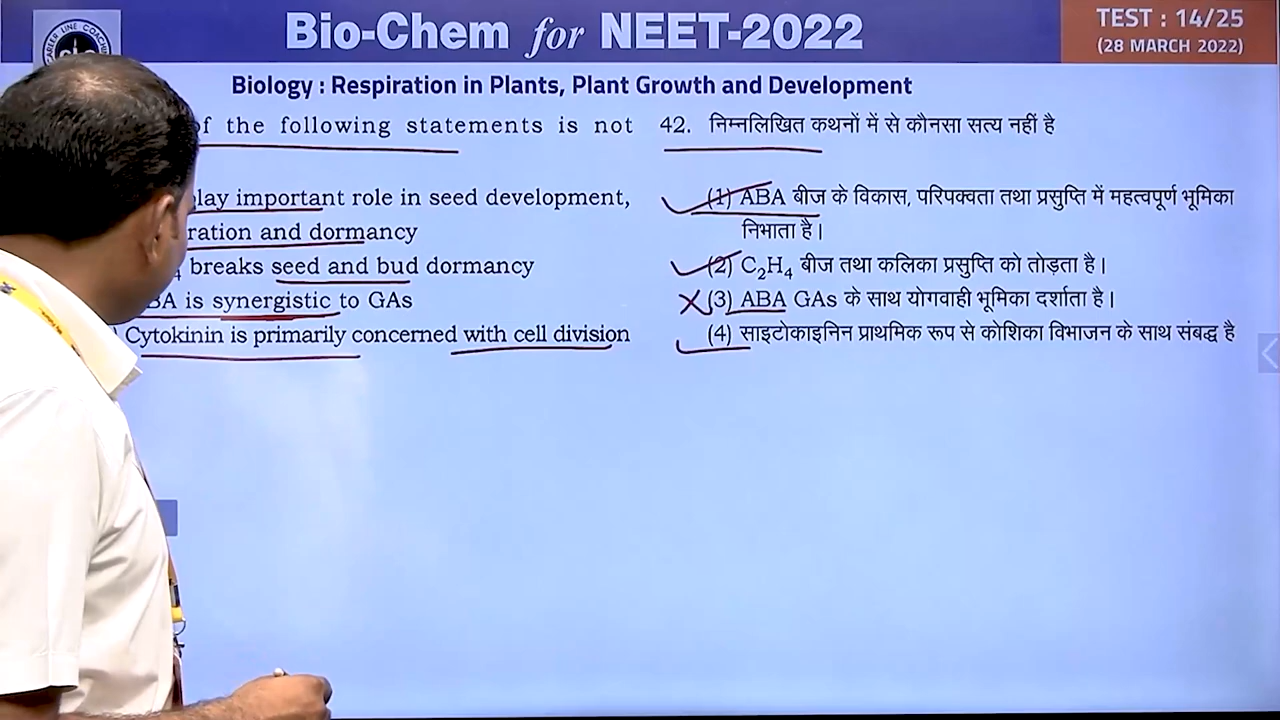 Bio-Chem for NEET-2022
TEST : 14/25
(28 MARCH 2022)
Biology : Respiration in Plants, Plant Growth and Development
of the following statements is not
play important role in seed development,
ration and dormancy
4 breaks seed and bud dormancy
BA is synergistic to GAs
Cytokinin is primarily concerned with cell division
42. निम्नलिखित कथनों में से कौनसा सत्य नहीं है
(1) ABA बीज के विकास, परिपक्वता तथा प्रसुप्ति में महत्वपूर्ण भूमिका
निभाता है।
(2) C₂H₄ बीज तथा कलिका प्रसुप्ति को तोड़ता है।
(3) ABA GAs के साथ योगवाही भूमिका दर्शाता है।
(4) साइटोकाइनिन प्राथमिक रूप से कोशिका विभाजन के साथ संबद्ध है